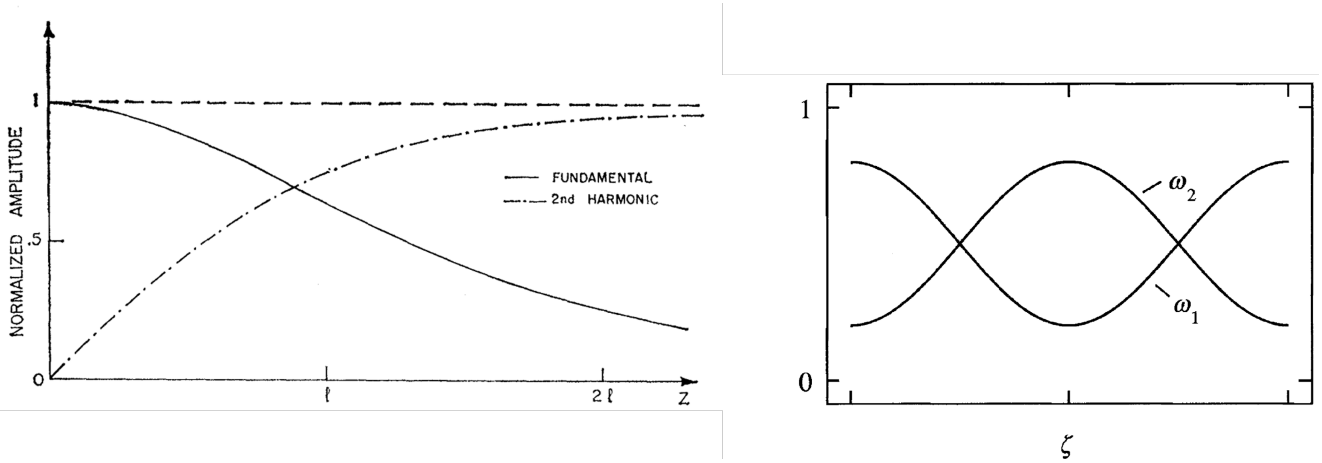 NORMALIZED AMPLITUDE
1
.5
0
FUNDAMENTAL
2nd HARMONIC
l
2l
Z
1
0
ω₂
ω₁
ζ